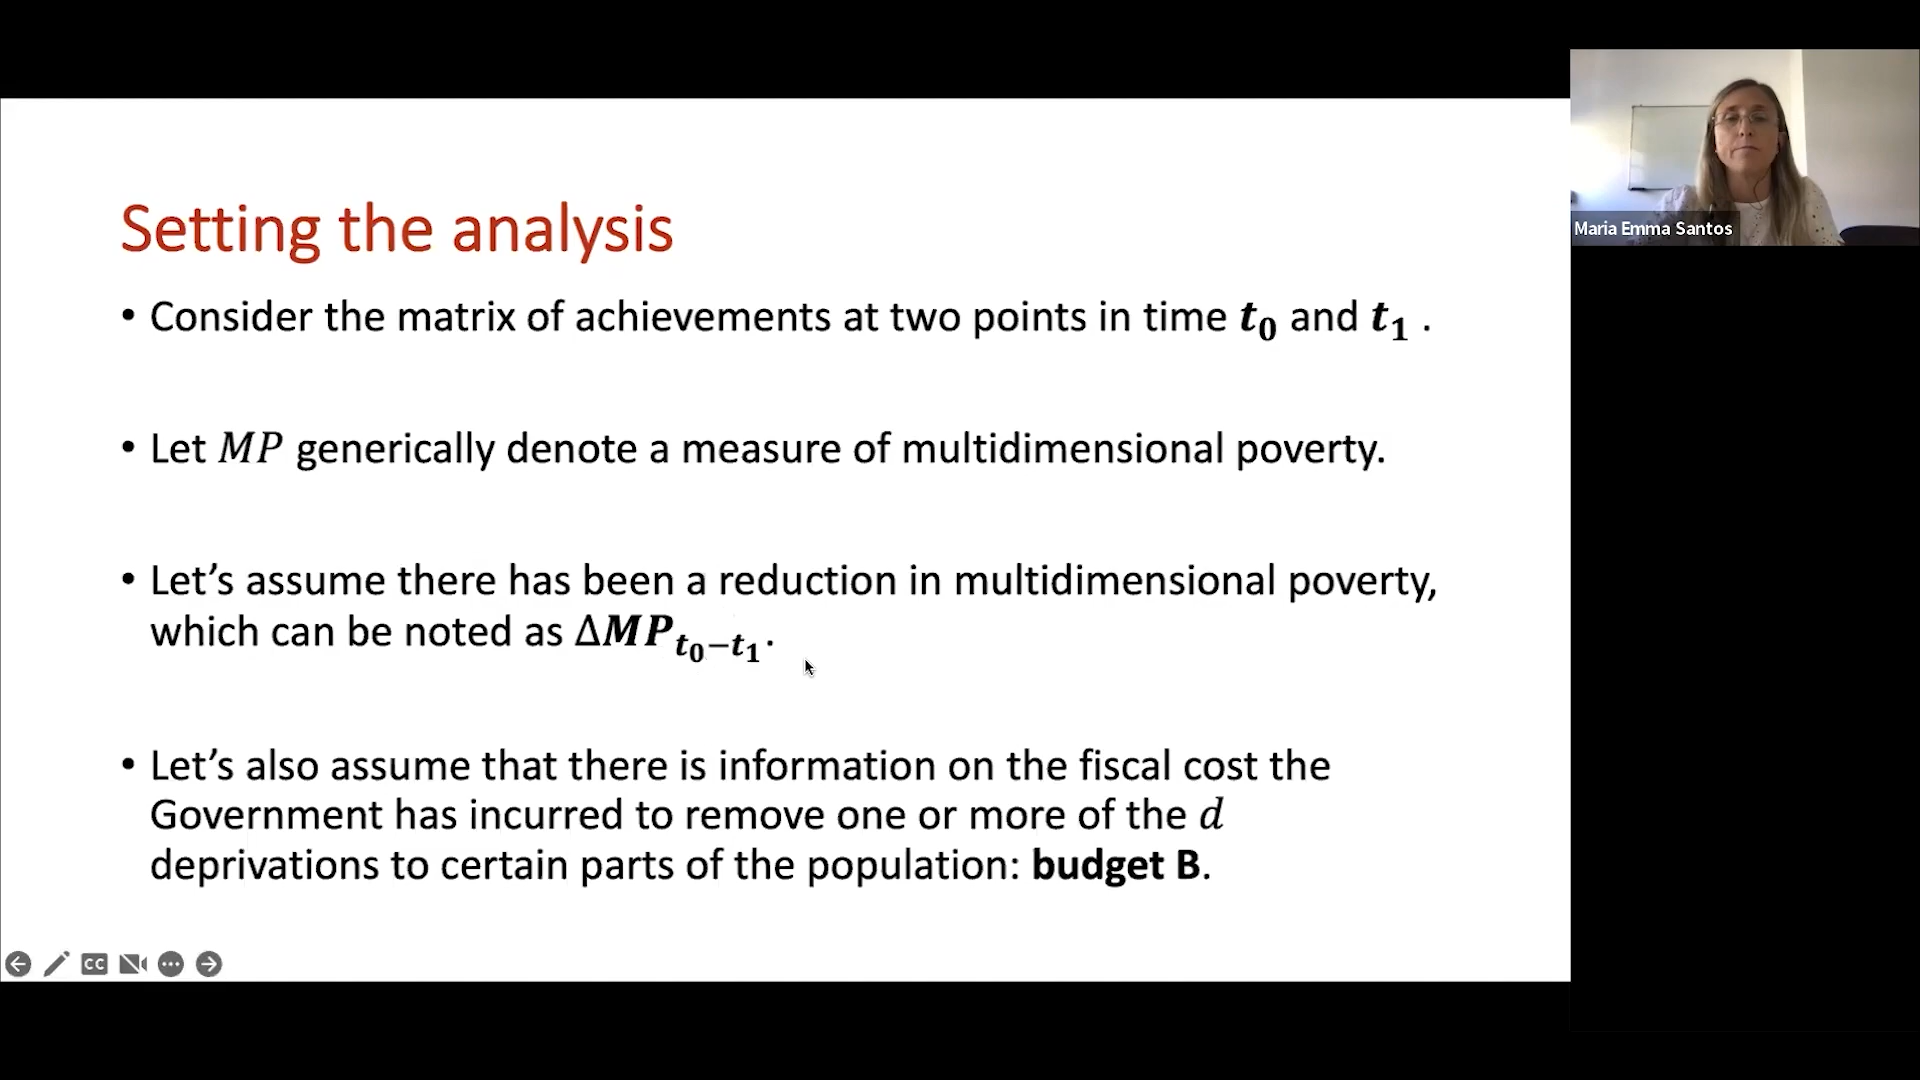 Setting the analysis
• Consider the matrix of achievements at two points in time t₀ and t₁ .
• Let MP generically denote a measure of multidimensional poverty.
• Let’s assume there has been a reduction in multidimensional poverty,
which can be noted as ΔMP t₀−t₁.
• Let’s also assume that there is information on the fiscal cost the
Government has incurred to remove one or more of the d
deprivations to certain parts of the population: budget B.
Maria Emma Santos
CC